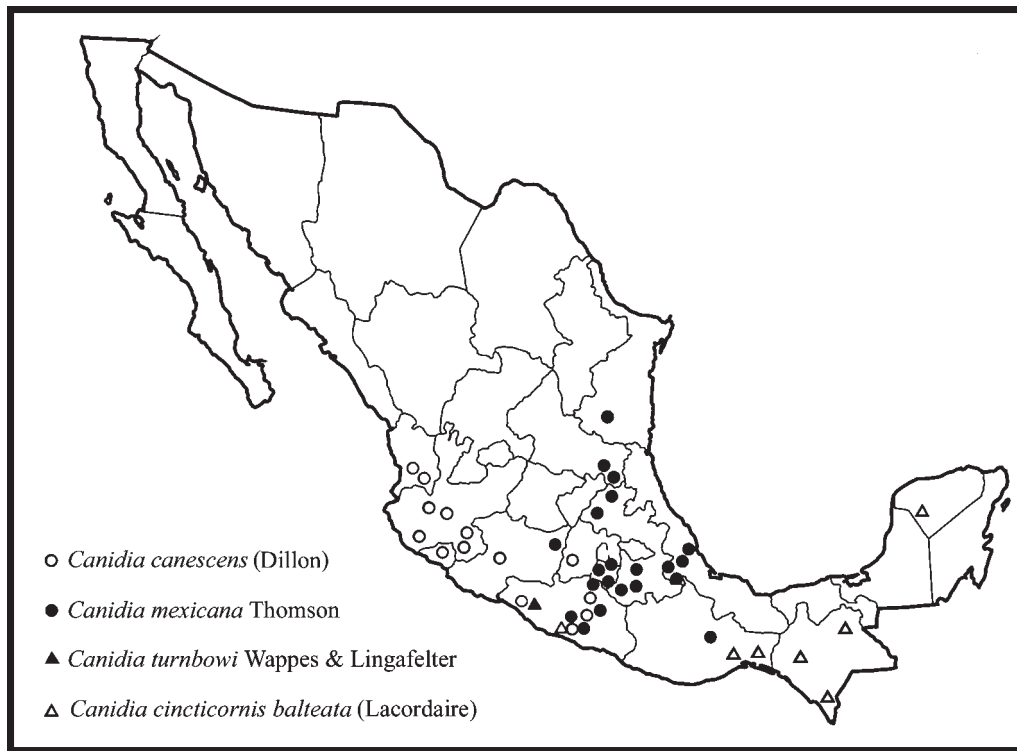 Canidia canescens (Dillon)
Canidia mexicana Thomson
Canidia turnbowi Wappes & Lingafelter
Canidia cincticornis balteata (Lacordaire)